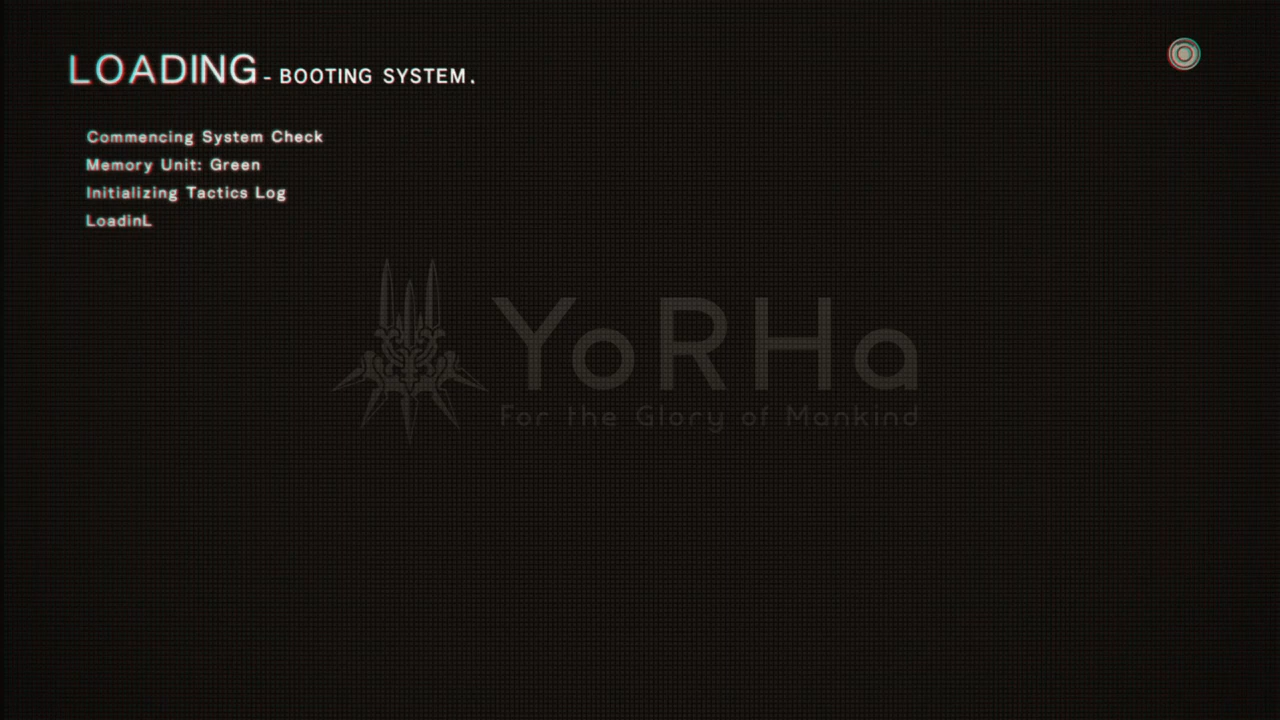 LOADING - BOOTING SYSTEM.
Commencing System Check
Memory Unit: Green
Initializing Tactics Log
LoadinL
YoRHa
For the Glory of Mankind